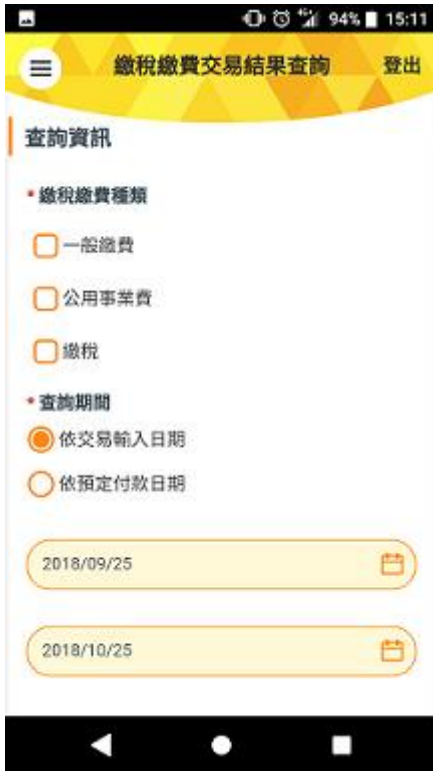 4G 94% 15:11
繳稅繳費交易結果查詢 登出
查詢資訊
* 繳稅繳費種類
一般繳費
公用事業費
繳稅
* 查詢期間
依交易輸入日期
依預定付款日期
2018/09/25
2018/10/25